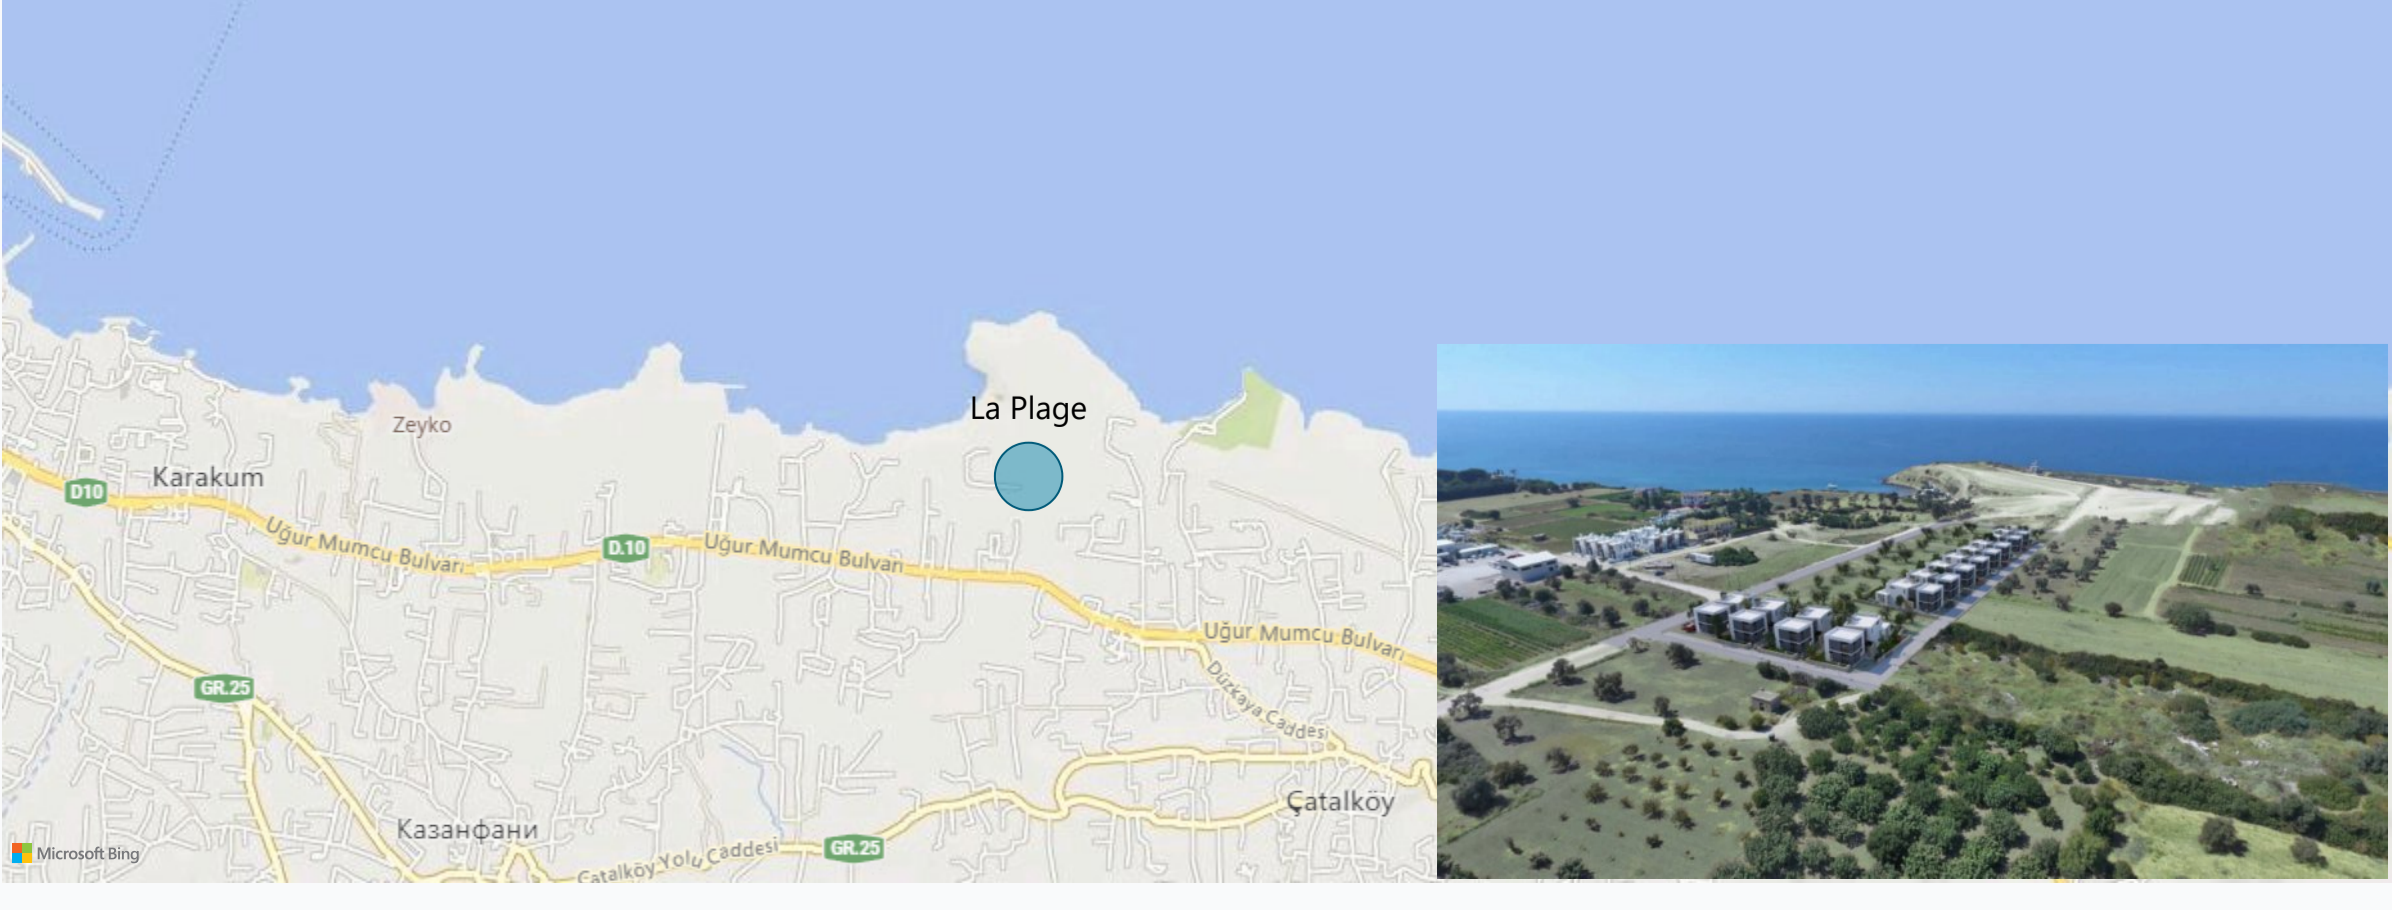 La Plage
Zeyko
Karakum
D10
Uğur Mumcu Bulvarı
D.10
Uğur Mumcu Bulvarı
Uğur Mumcu Bulvarı
Düzkaya Caddesi
GR.25
Çatalköy
Казанфани
Çatalköy Yolu Caddesi
GR.25
Microsoft Bing